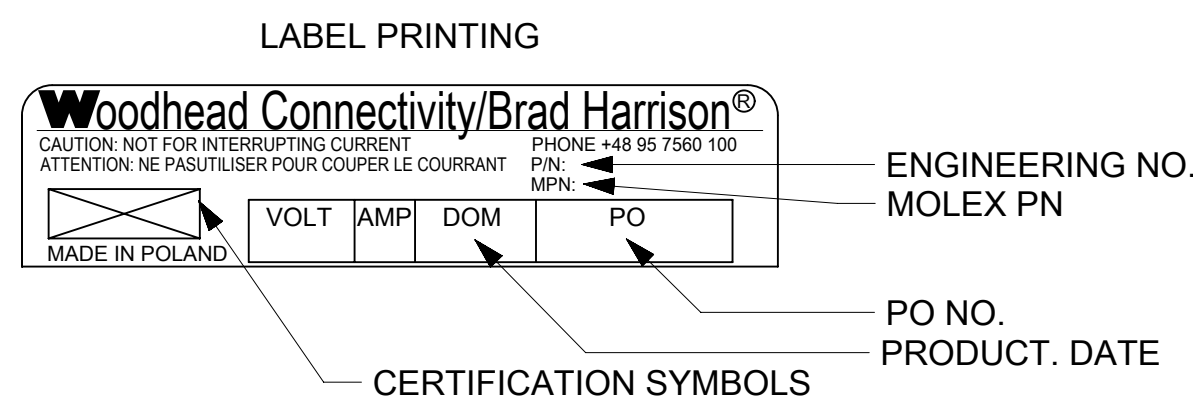 LABEL PRINTING
Woodhead Connectivity/Brad Harrison®
CAUTION: NOT FOR INTERRUPTING CURRENT
ATTENTION: NE PASUTILISER POUR COUPER LE COURRANT
PHONE +48 95 7560 100
P/N:
MPN:
ENGINEERING NO.
MOLEX PN
VOLT AMP DOM PO
MADE IN POLAND
PO NO.
PRODUCT. DATE
CERTIFICATION SYMBOLS